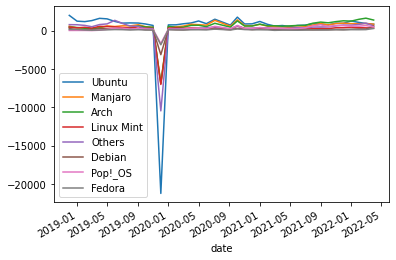 0
−5000
−10000
−15000
−20000
Ubuntu
Manjaro
Arch
Linux Mint
Others
Debian
Pop!_OS
Fedora
2019-01
2019-05
2019-09
2020-01
2020-05
2020-09
2021-01
2021-05
2021-09
2022-01
2022-05
date